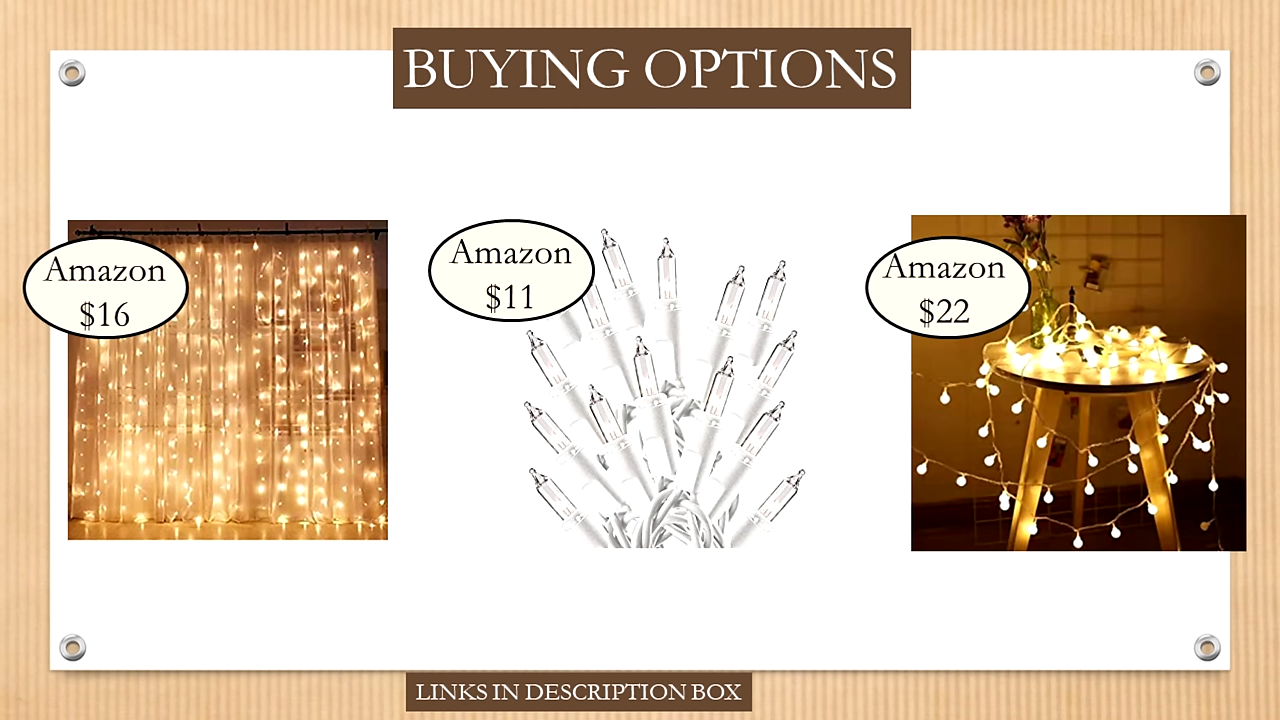 BUYING OPTIONS
Amazon
$16
Amazon
$11
Amazon
$22
LINKS IN DESCRIPTION BOX